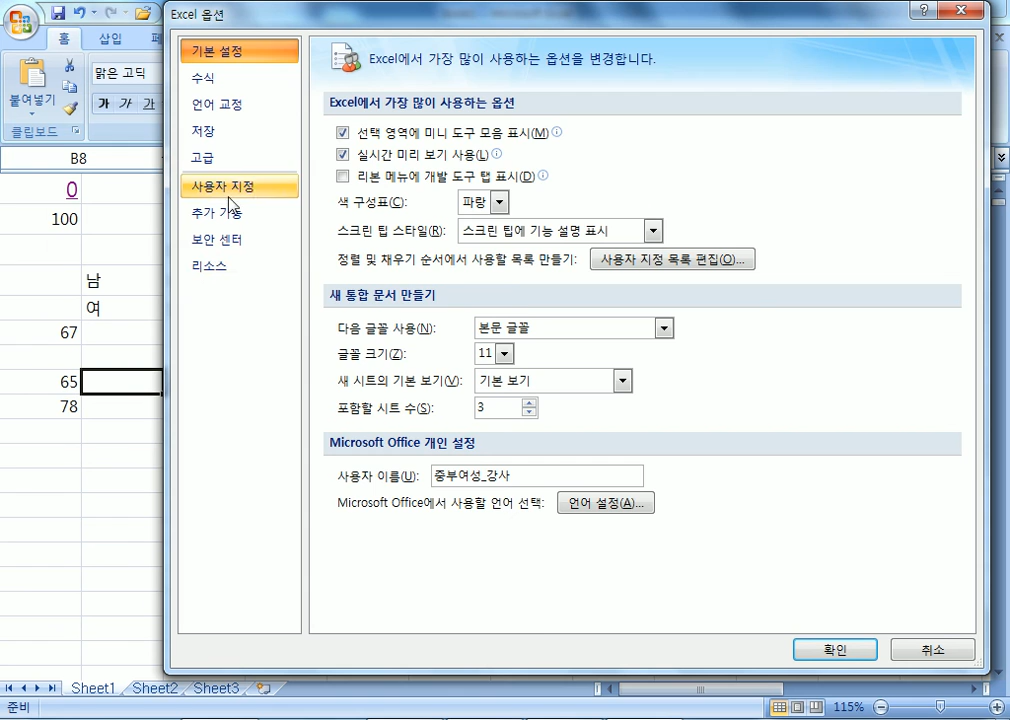 Excel 옵션
홈
삽입
붙여넣기
맑은 고딕
가 가 가
클립보드
B8
0
100
남
여
67
65
78
기본 설정
수식
언어 교정
저장
고급
사용자 지정
추가 기능
보안 센터
리소스
Excel에서 가장 많이 사용하는 옵션을 변경합니다.
Excel에서 가장 많이 사용하는 옵션
선택 영역에 미니 도구 모음 표시(M)
실시간 미리 보기 사용(L)
리본 메뉴에 개발 도구 탭 표시(D)
색 구성표(C): 파랑
스크린 팁 스타일(R): 스크린 팁에 기능 설명 표시
정렬 및 채우기 순서에서 사용할 목록 만들기: 사용자 지정 목록 편집(O)...
새 통합 문서 만들기
다음 글꼴 사용(N): 본문 글꼴
글꼴 크기(Z): 11
새 시트의 기본 보기(V): 기본 보기
포함할 시트 수(S): 3
Microsoft Office 개인 설정
사용자 이름(U): 중부여성_강사
Microsoft Office에서 사용할 언어 선택: 언어 설정(A)...
확인 취소
Sheet1 Sheet2 Sheet3
준비 115%